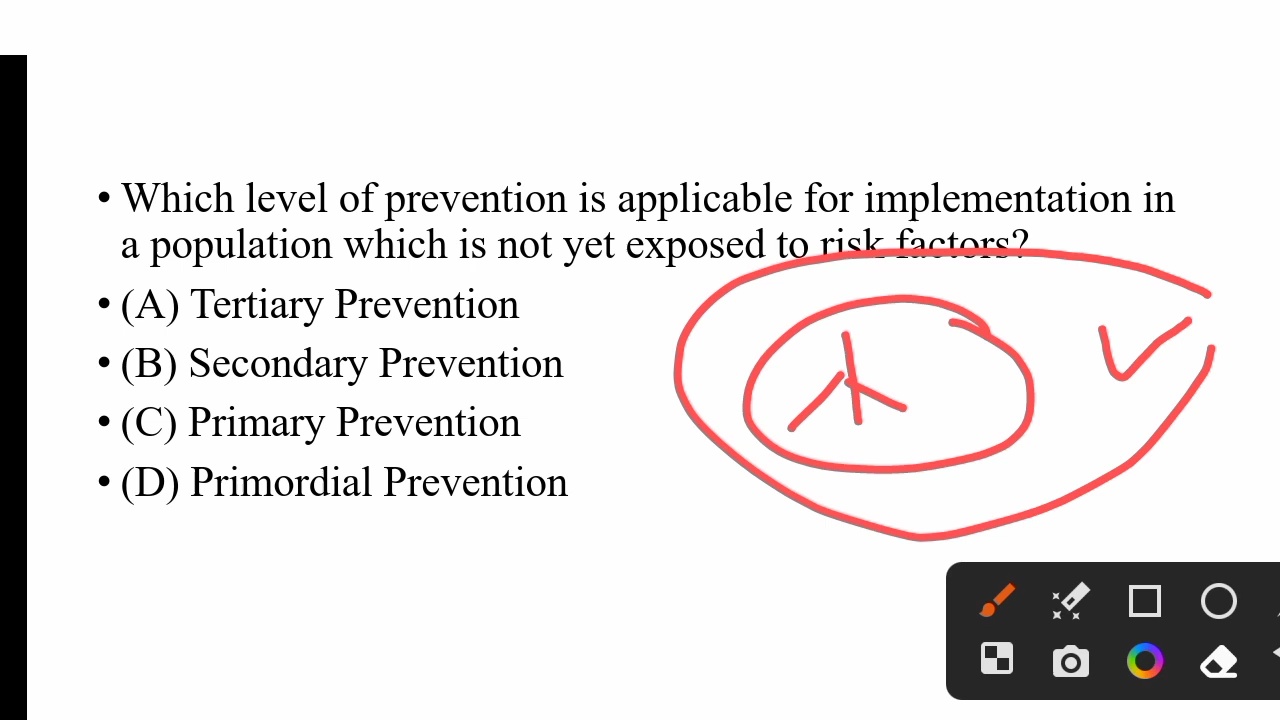 • Which level of prevention is applicable for implementation in
a population which is not yet exposed to risk factors?
• (A) Tertiary Prevention
• (B) Secondary Prevention
• (C) Primary Prevention
• (D) Primordial Prevention